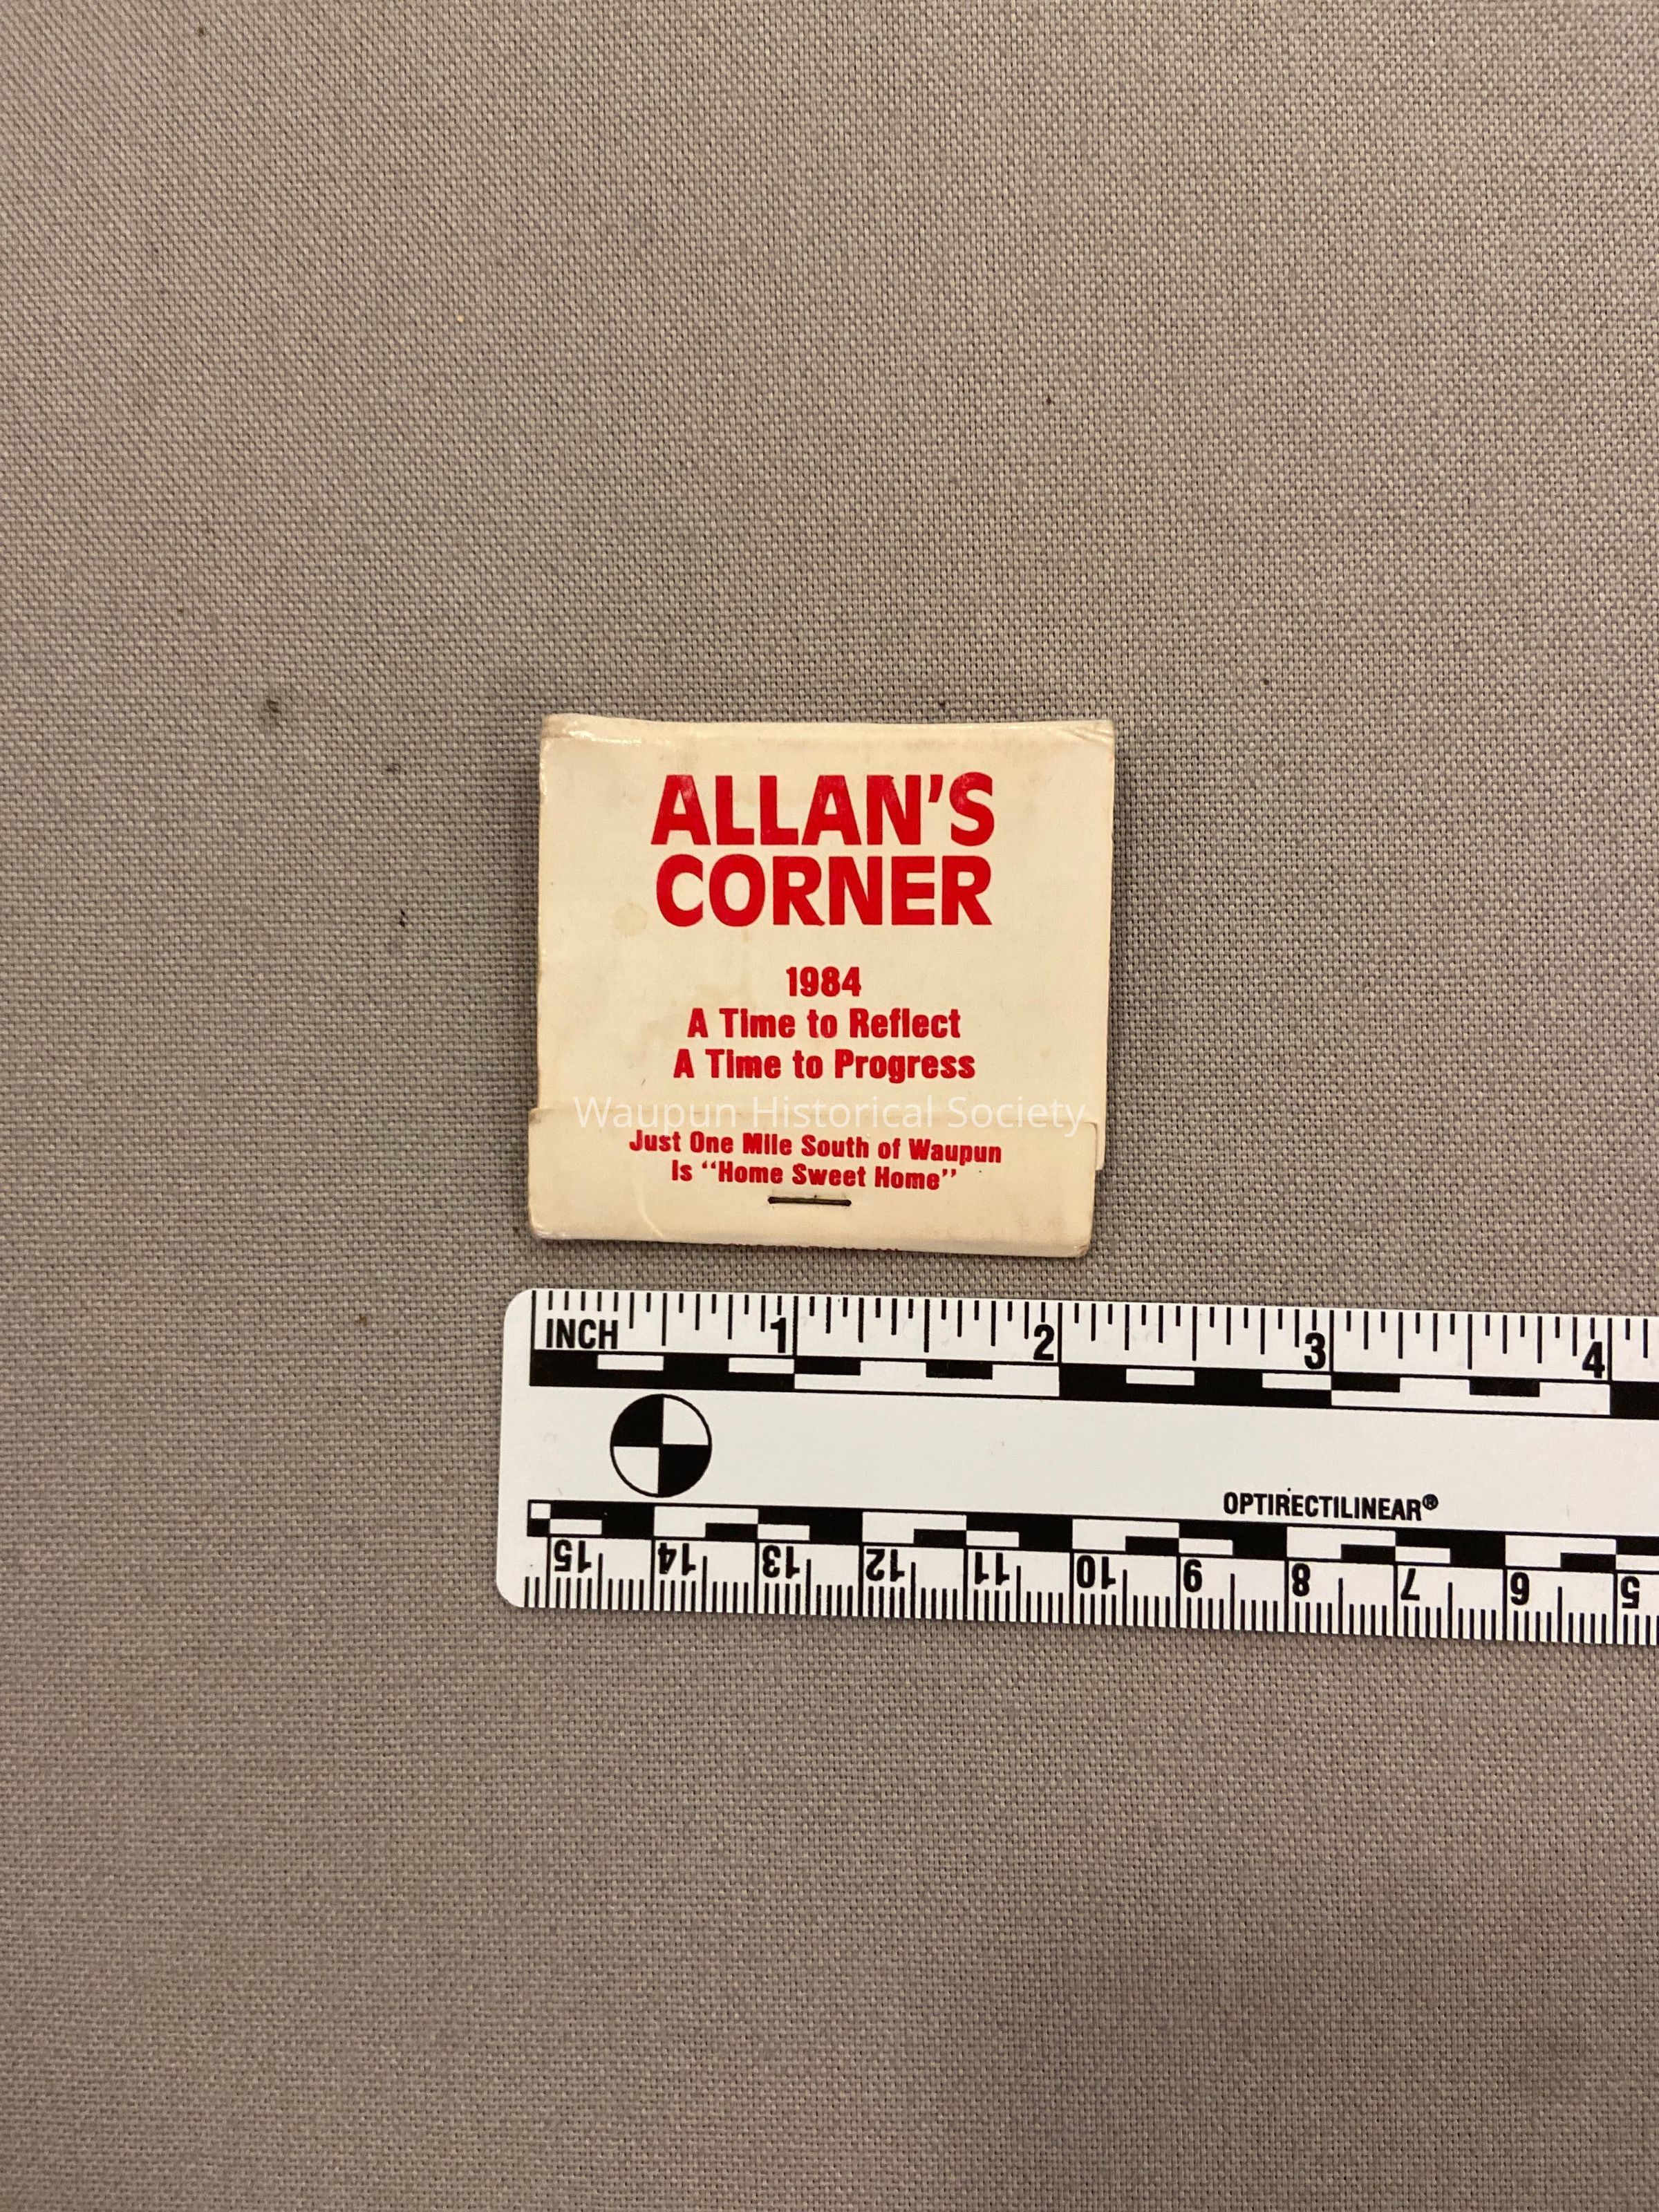 ALLAN'S
CORNER
1984
A Time to Reflect
A Time to Progress
Waupun Historical Society
Just One Mile South of Waupun
Is "Home Sweet Home"
INCH 1 2 3 4
OPTIRECTILINEAR®
15 14 13 12 11 10 9 8 7 6 5